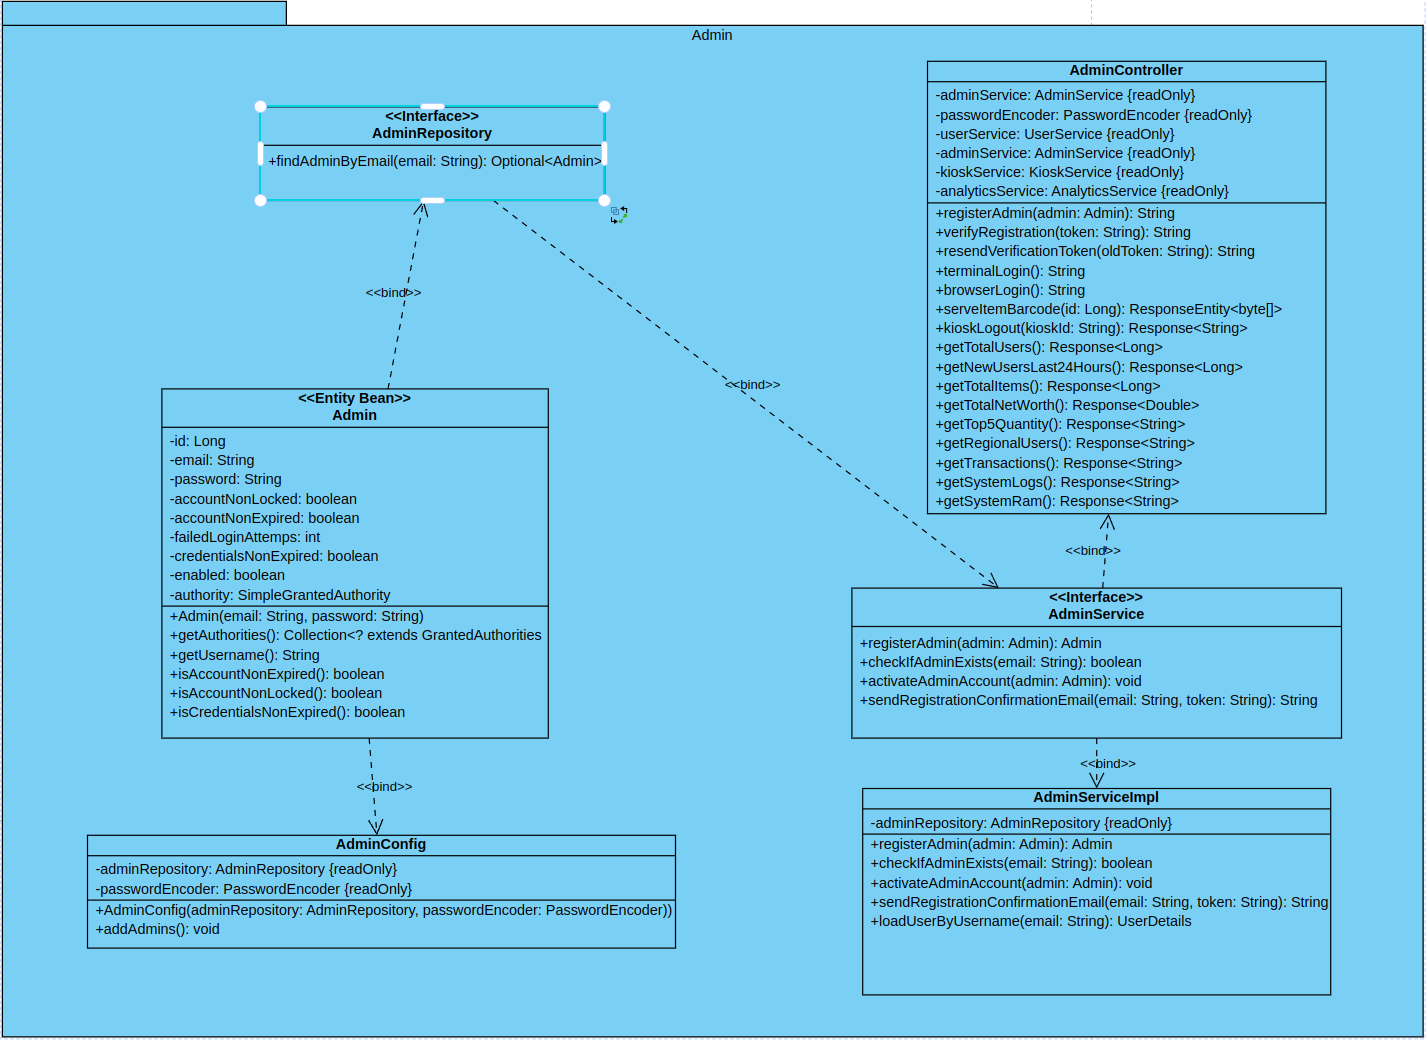 Admin
<<Interface>>
AdminRepository
+findAdminByEmail(email: String): Optional<Admin>
AdminController
-adminService: AdminService {readOnly}
-passwordEncoder: PasswordEncoder {readOnly}
-userService: UserService {readOnly}
-adminService: AdminService {readOnly}
-kioskService: KioskService {readOnly}
-analyticsService: AnalyticsService {readOnly}
+registerAdmin(admin: Admin): String
+verifyRegistration(token: String): String
+resendVerificationToken(oldToken: String): String
+terminalLogin(): String
+browserLogin(): String
+serveItemBarcode(id: Long): ResponseEntity<byte[]>
+kioskLogout(kioskId: String): Response<String>
+getTotalUsers(): Response<Long>
+getNewUsersLast24Hours(): Response<Long>
+getTotalItems(): Response<Long>
+getTotalNetWorth(): Response<Double>
+getTop5Quantity(): Response<String>
+getRegionalUsers(): Response<String>
+getTransactions(): Response<String>
+getSystemLogs(): Response<String>
+getSystemRam(): Response<String>
<<bind>>
<<bind>>
<<bind>>
<<Entity Bean>>
Admin
-id: Long
-email: String
-password: String
-accountNonLocked: boolean
-accountNonExpired: boolean
-failedLoginAttemps: int
-credentialsNonExpired: boolean
-enabled: boolean
-authority: SimpleGrantedAuthority
+Admin(email: String, password: String)
+getAuthorities(): Collection<? extends GrantedAuthorities
+getUsername(): String
+isAccountNonExpired(): boolean
+isAccountNonLocked(): boolean
+isCredentialsNonExpired(): boolean
<<Interface>>
AdminService
+registerAdmin(admin: Admin): Admin
+checkIfAdminExists(email: String): boolean
+activateAdminAccount(admin: Admin): void
+sendRegistrationConfirmationEmail(email: String, token: String): String
<<bind>>
<<bind>>
AdminConfig
-adminRepository: AdminRepository {readOnly}
-passwordEncoder: PasswordEncoder {readOnly}
+AdminConfig(adminRepository: AdminRepository, passwordEncoder: PasswordEncoder))
+addAdmins(): void
AdminServiceImpl
-adminRepository: AdminRepository {readOnly}
+registerAdmin(admin: Admin): Admin
+checkIfAdminExists(email: String): boolean
+activateAdminAccount(admin: Admin): void
+sendRegistrationConfirmationEmail(email: String, token: String): String
+loadUserByUsername(email: String): UserDetails